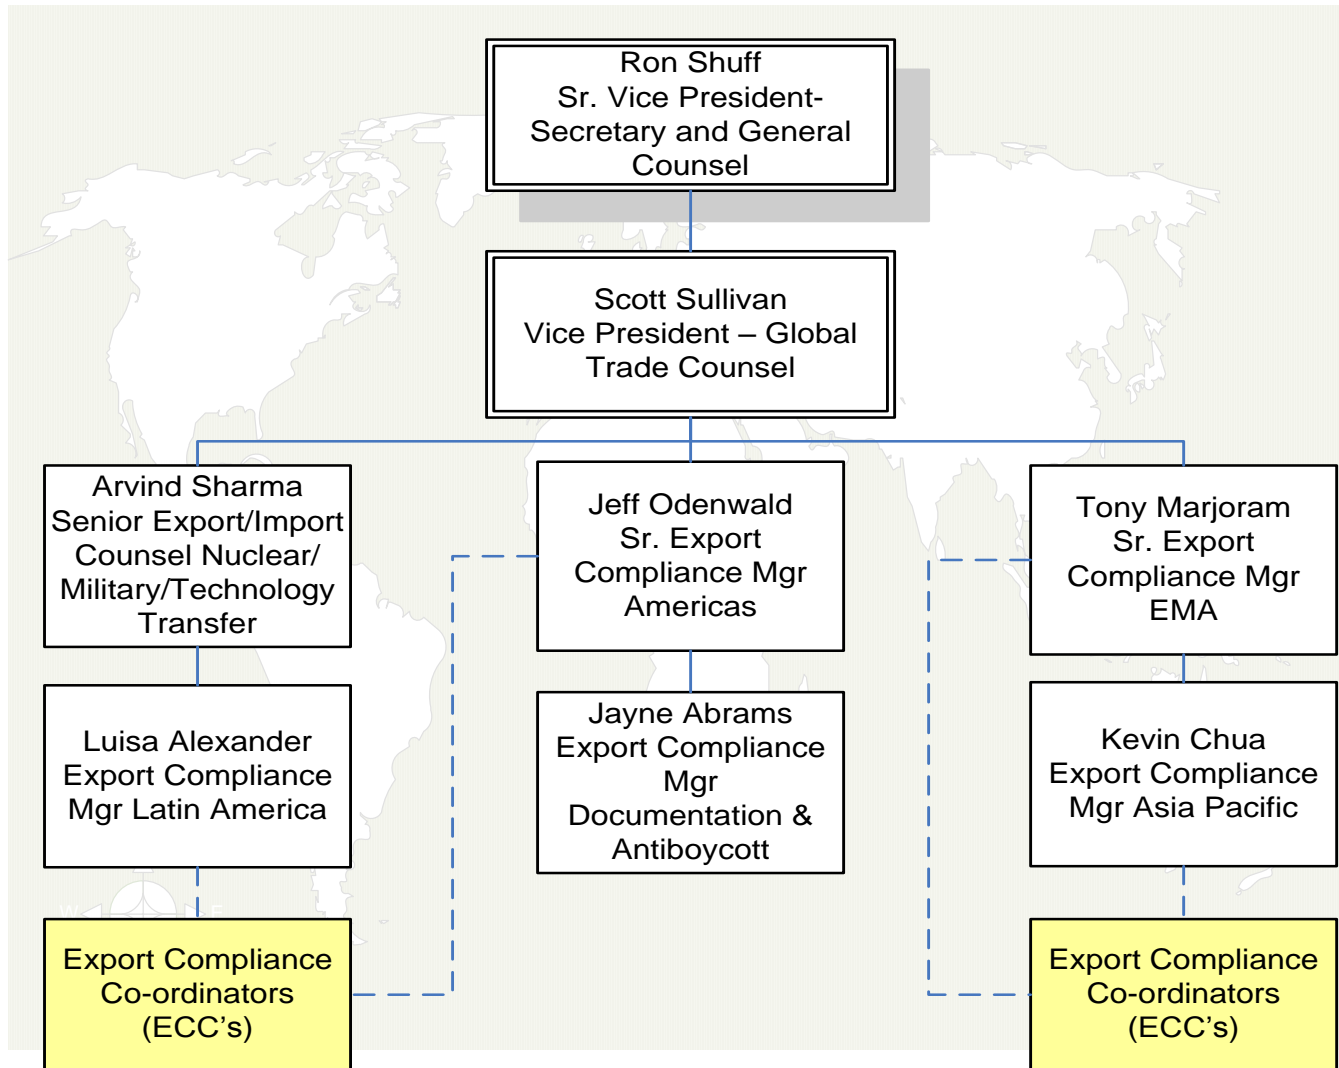 Ron Shuff
Sr. Vice President-
Secretary and General
Counsel
Scott Sullivan
Vice President – Global
Trade Counsel
Arvind Sharma
Senior Export/Import
Counsel Nuclear/
Military/Technology
Transfer
Jeff Odenwald
Sr. Export
Compliance Mgr
Americas
Tony Marjoram
Sr. Export
Compliance Mgr
EMA
Luisa Alexander
Export Compliance
Mgr Latin America
Jayne Abrams
Export Compliance
Mgr
Documentation &
Antiboycott
Kevin Chua
Export Compliance
Mgr Asia Pacific
W E
Export Compliance
Co-ordinators
(ECC’s)
Export Compliance
Co-ordinators
(ECC’s)